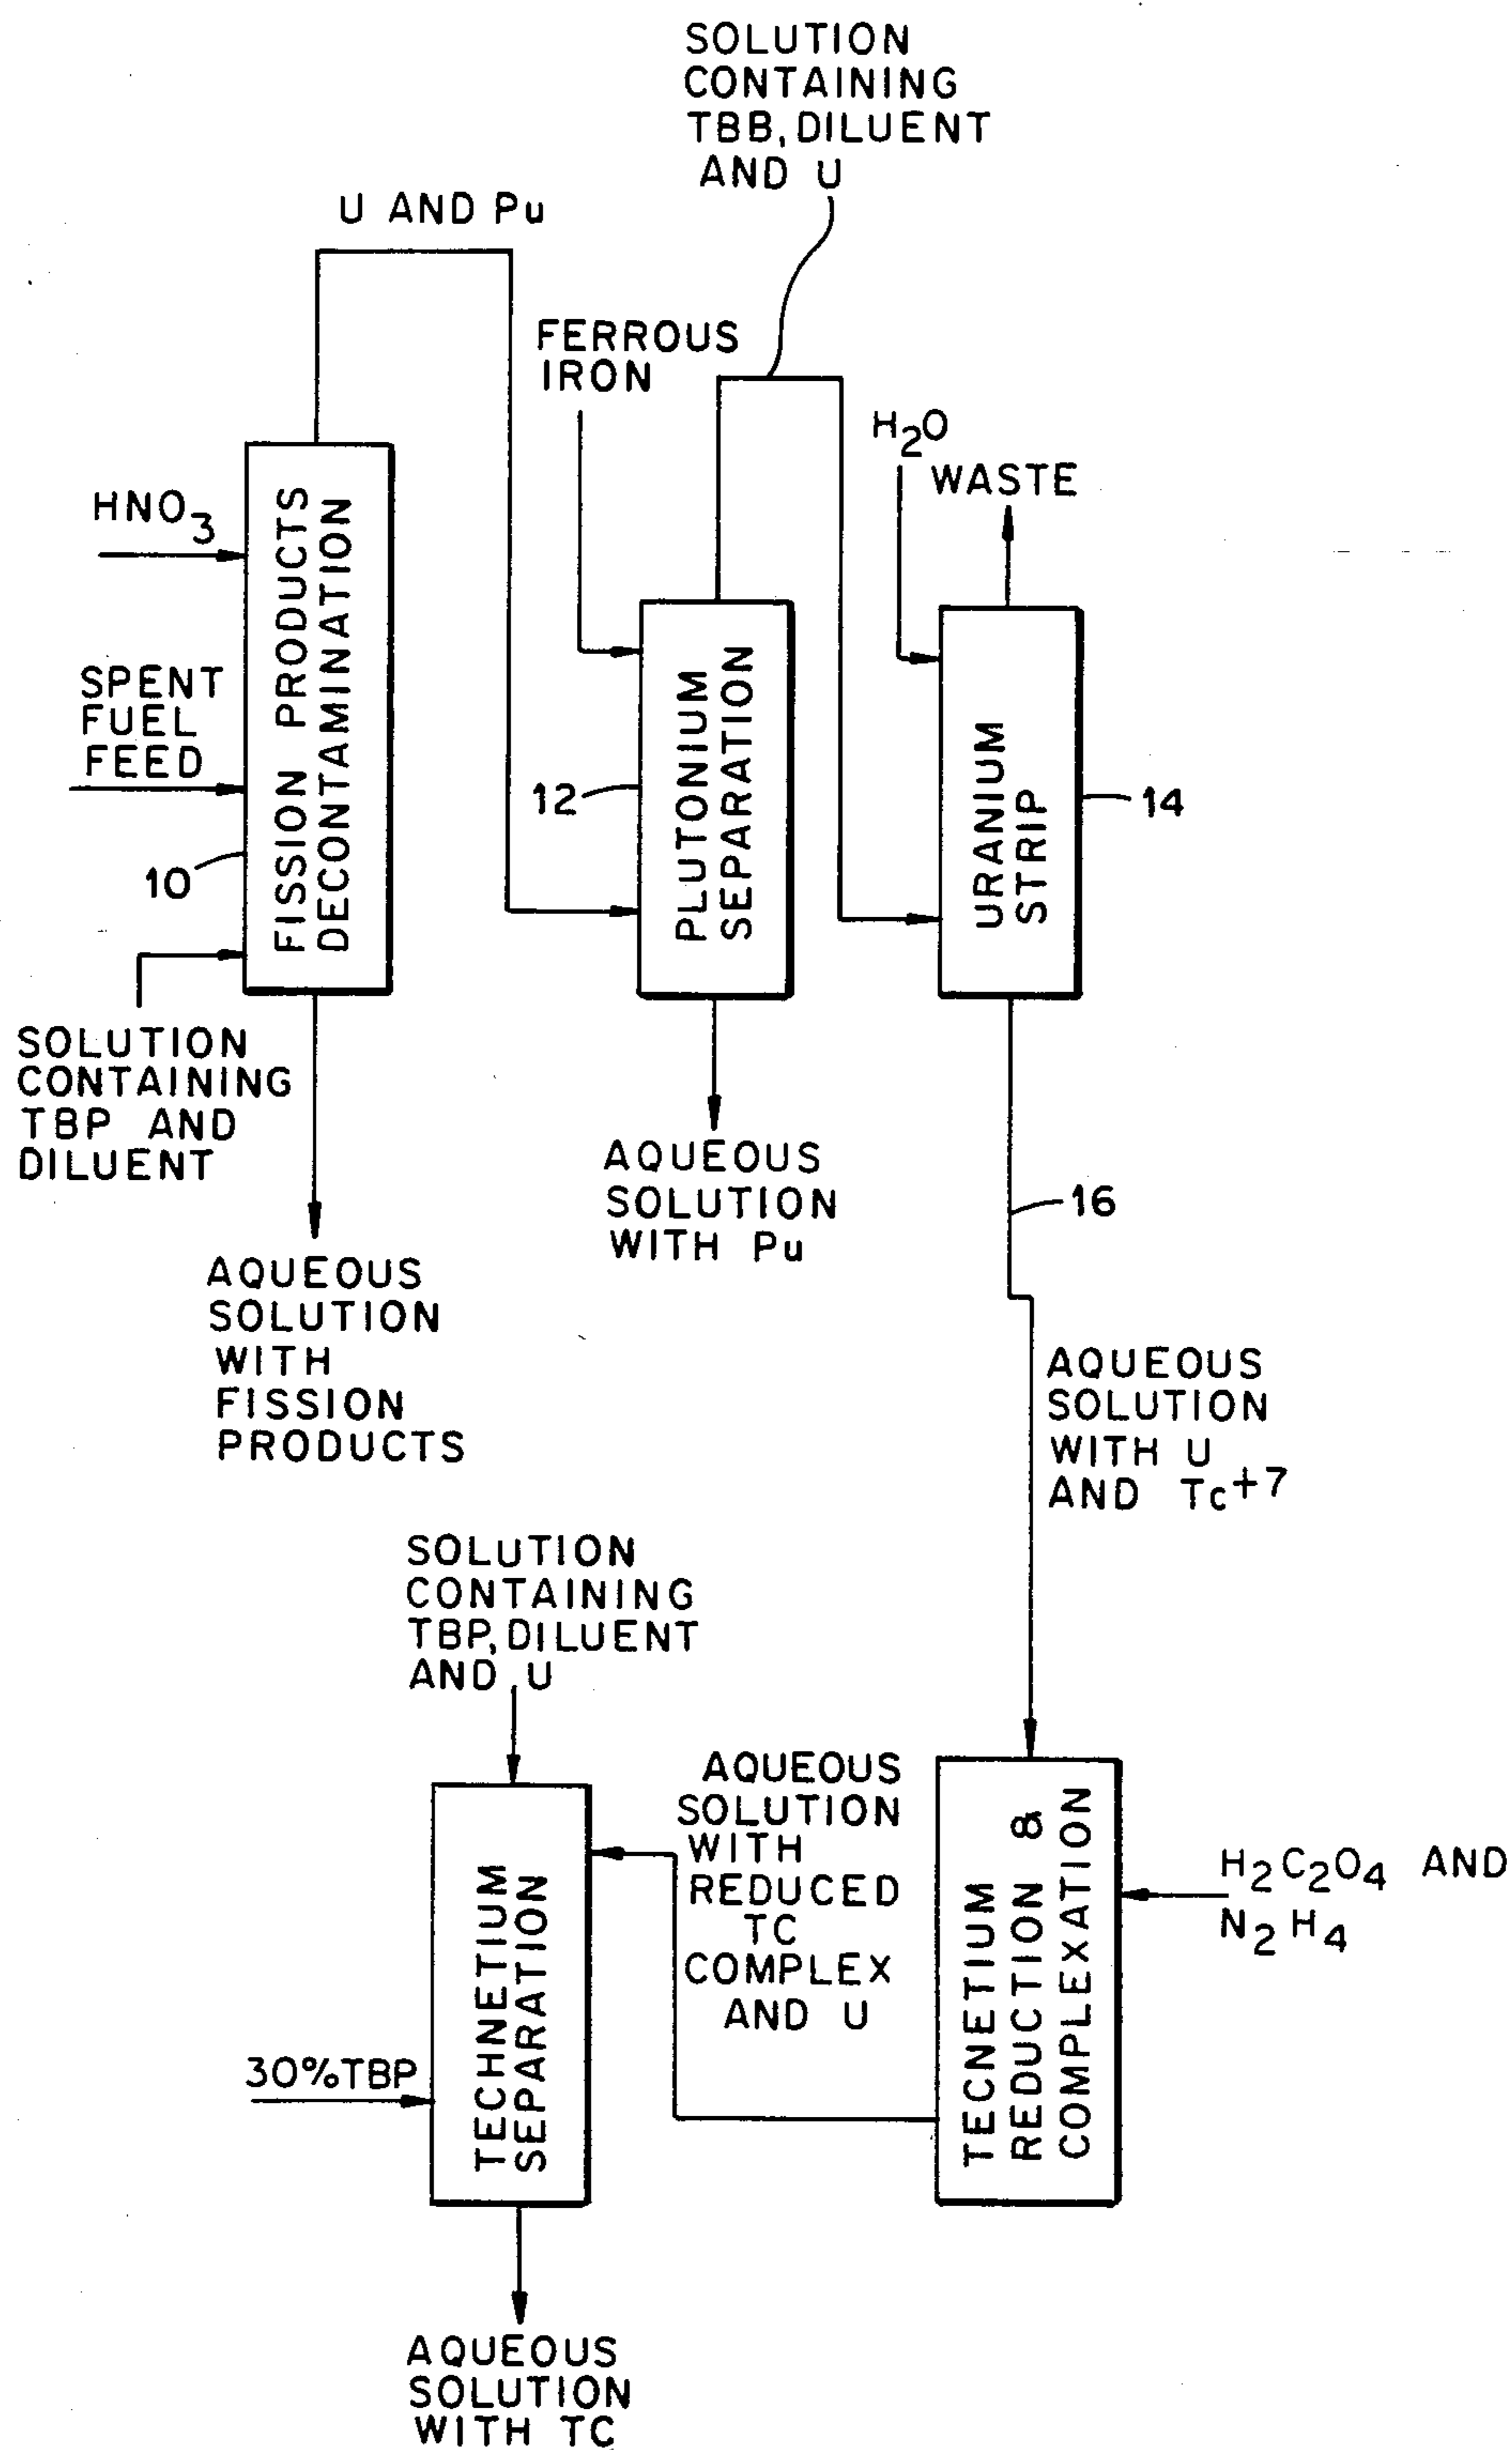 SOLUTION
CONTAINING
TBB, DILUENT
AND U
U AND Pu
FERROUS
IRON
H2O
WASTE
HNO3
SPENT
FUEL
FEED
10
FISSION PRODUCTS
DECONTAMINATION
12
PLUTONIUM
SEPARATION
URANIUM
STRIP
14
SOLUTION
CONTAINING
TBP AND
DILUENT
AQUEOUS
SOLUTION
WITH
FISSION
PRODUCTS
AQUEOUS
SOLUTION
WITH Pu
16
AQUEOUS
SOLUTION
WITH U
AND Tc+7
SOLUTION
CONTAINING
TBP, DILUENT
AND U
TECHNETIUM
SEPARATION
30%TBP
AQUEOUS
SOLUTION
WITH
REDUCED
TC
COMPLEX
AND U
TECNETIUM
REDUCTION &
COMPLEXATION
H2C2O4 AND
N2H4
AQUEOUS
SOLUTION
WITH TC